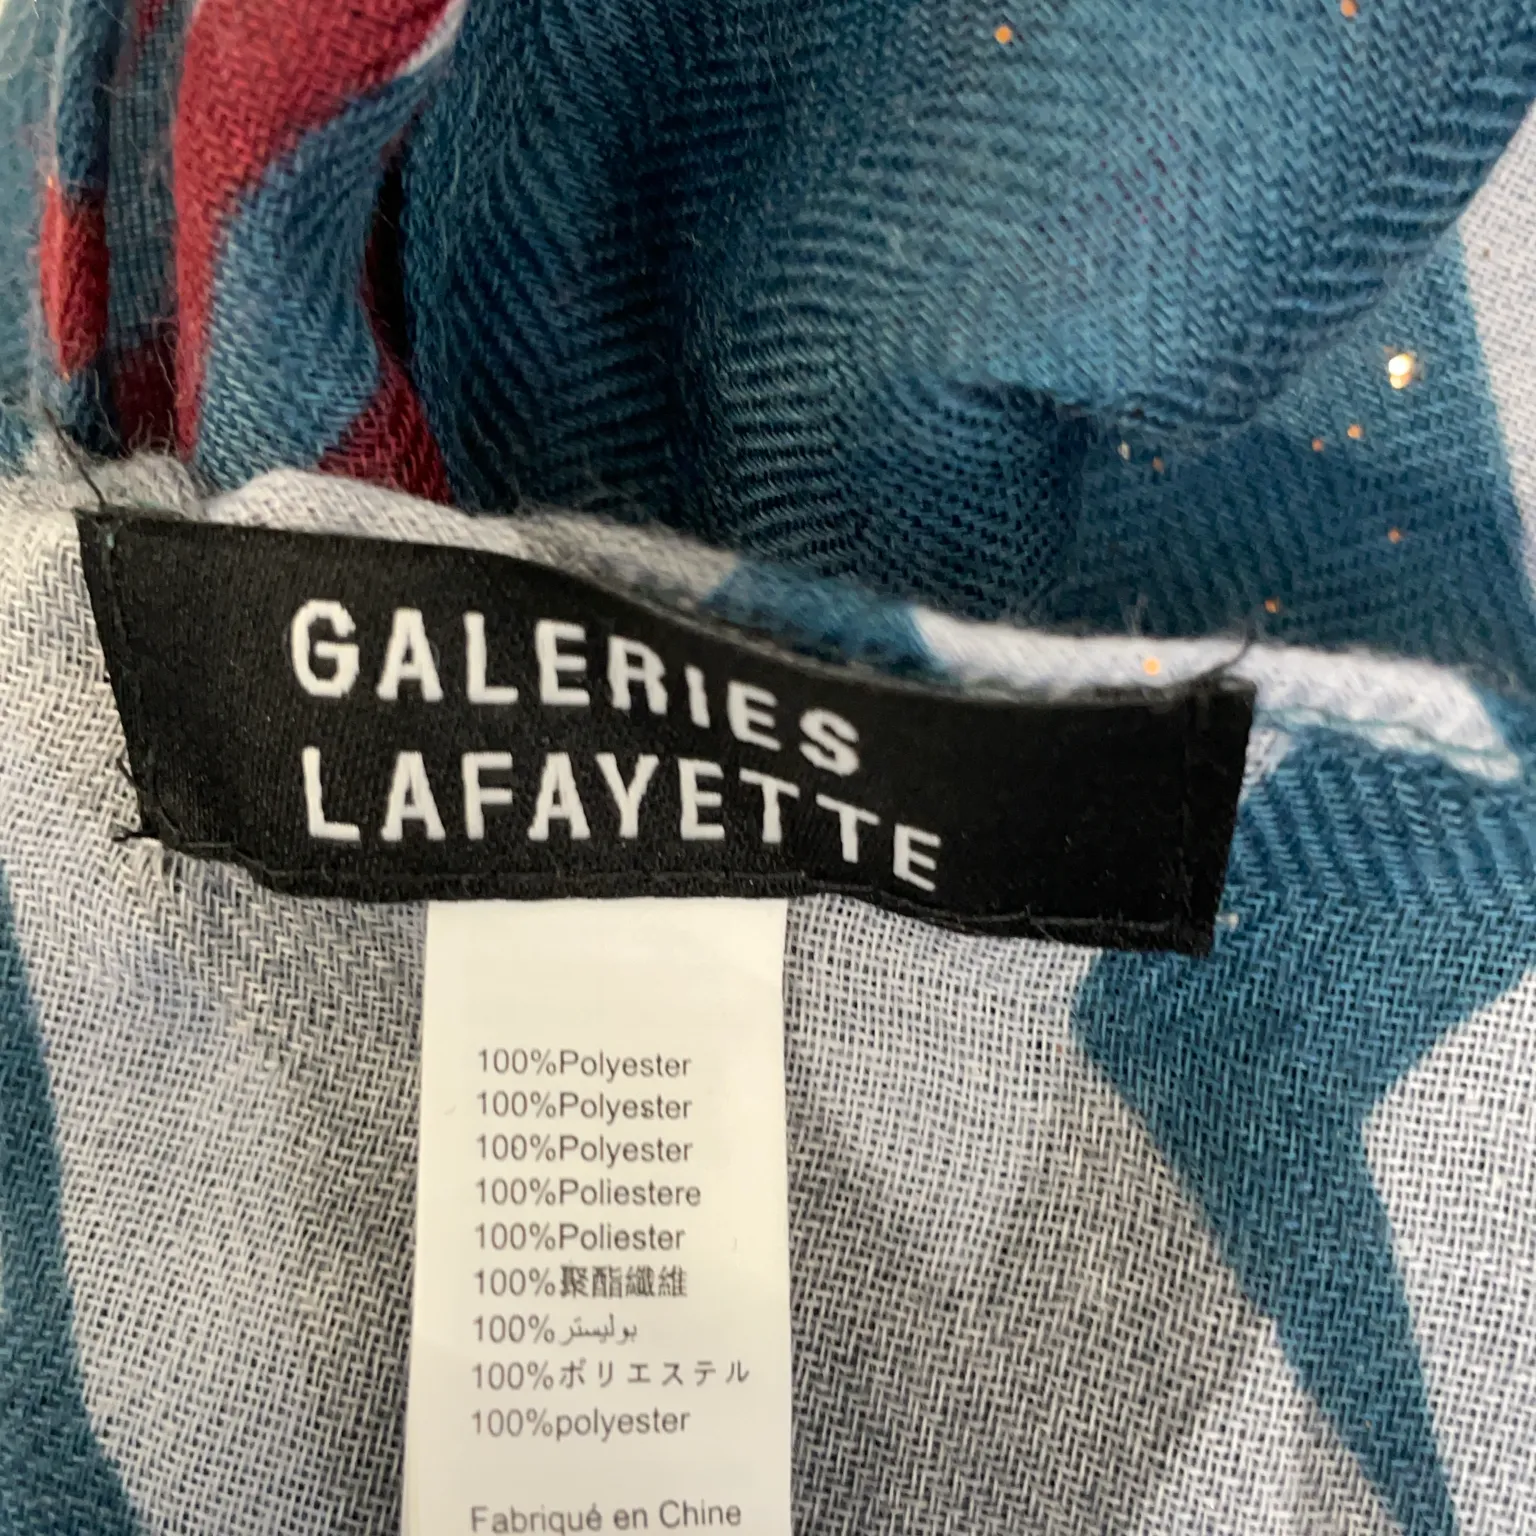 GALERIES
LAFAYETTE
100%Polyester
100%Polyester
100%Polyester
100%Poliestere
100%Poliester
100%聚酯纖維
100% بوليستر
100%ポリエステル
100%polyester
Fabriqué en Chine